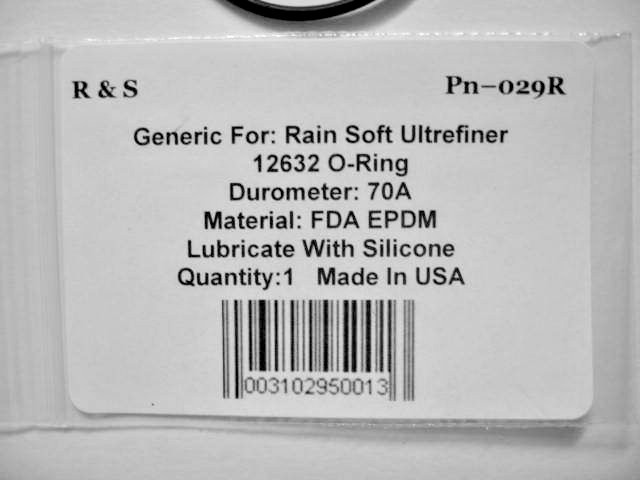 R & S Pn-029R
Generic For: Rain Soft Ultrefiner
12632 O-Ring
Durometer: 70A
Material: FDA EPDM
Lubricate With Silicone
Quantity:1 Made In USA
003102950013